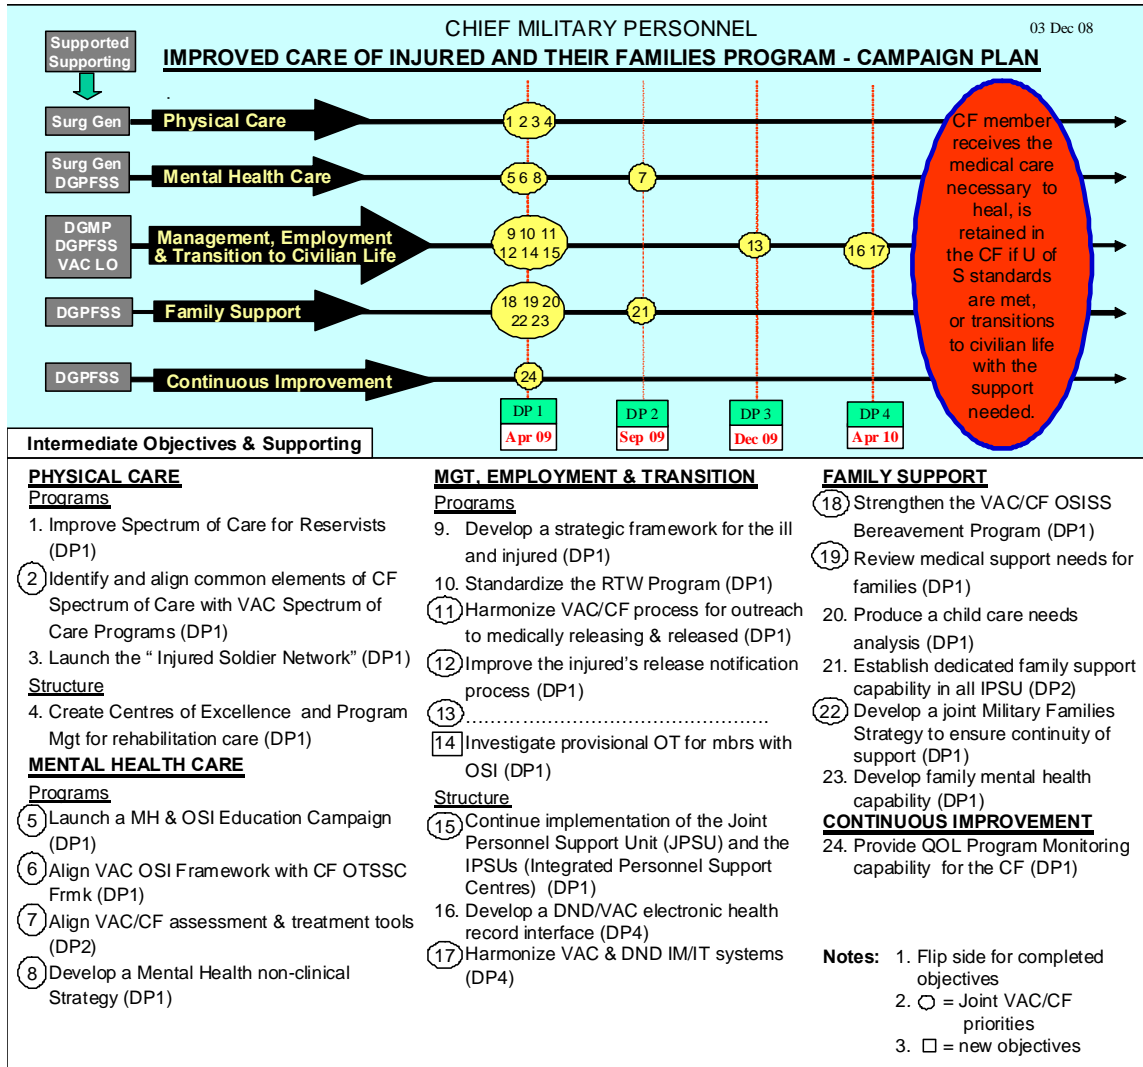 CHIEF MILITARY PERSONNEL
03 Dec 08
IMPROVED CARE OF INJURED AND THEIR FAMILIES PROGRAM - CAMPAIGN PLAN
Supported
Supporting
Surg Gen
Physical Care
1 2 3 4
Surg Gen
DGPFSS
Mental Health Care
5 6 8
7
DGMP
DGPFSS
VAC LO
Management, Employment
& Transition to Civilian Life
9 10 11
12 14 15
13
16 17
DGPFSS
Family Support
18 19 20
22 23
21
DGPFSS
Continuous Improvement
24
CF member
receives the
medical care
necessary to
heal, is
retained in
the CF if U of
S standards
are met,
or transitions
to civilian life
with the
support
needed.
DP 1
Apr 09
DP 2
Sep 09
DP 3
Dec 09
DP 4
Apr 10
Intermediate Objectives & Supporting
PHYSICAL CARE
Programs
1. Improve Spectrum of Care for Reservists
(DP1)
2 Identify and align common elements of CF
Spectrum of Care with VAC Spectrum of
Care Programs (DP1)
3. Launch the “ Injured Soldier Network” (DP1)
Structure
4. Create Centres of Excellence and Program
Mgt for rehabilitation care (DP1)
MENTAL HEALTH CARE
Programs
5 Launch a MH & OSI Education Campaign
(DP1)
6 Align VAC OSI Framework with CF OTSSC
Frmk (DP1)
7 Align VAC/CF assessment & treatment tools
(DP2)
8 Develop a Mental Health non-clinical
Strategy (DP1)
MGT, EMPLOYMENT & TRANSITION
Programs
9. Develop a strategic framework for the ill
and injured (DP1)
10. Standardize the RTW Program (DP1)
11 Harmonize VAC/CF process for outreach
to medically releasing & released (DP1)
12 Improve the injured’s release notification
process (DP1)
13 .................................................
14 Investigate provisional OT for mbrs with
OSI (DP1)
Structure
15 Continue implementation of the Joint
Personnel Support Unit (JPSU) and the
IPSUs (Integrated Personnel Support
Centres) (DP1)
16. Develop a DND/VAC electronic health
record interface (DP4)
17 Harmonize VAC & DND IM/IT systems
(DP4)
FAMILY SUPPORT
18 Strengthen the VAC/CF OSISS
Bereavement Program (DP1)
19 Review medical support needs for
families (DP1)
20. Produce a child care needs
analysis (DP1)
21. Establish dedicated family support
capability in all IPSU (DP2)
22 Develop a joint Military Families
Strategy to ensure continuity of
support (DP1)
23. Develop family mental health
capability (DP1)
CONTINUOUS IMPROVEMENT
24. Provide QOL Program Monitoring
capability for the CF (DP1)
Notes: 1. Flip side for completed
objectives
2. = Joint VAC/CF
priorities
3. = new objectives